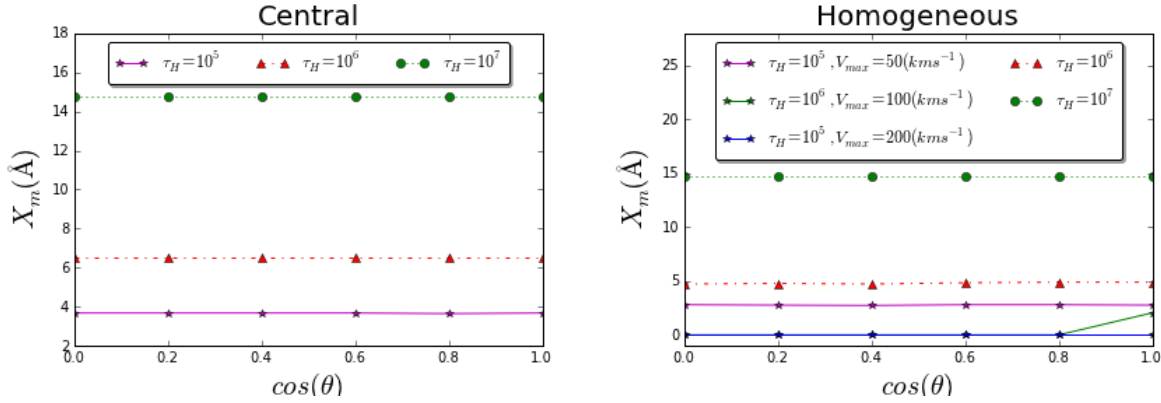 Central
τ_H=10^5 τ_H=10^6 τ_H=10^7
18
16
14
12
10
8
6
4
2
X_m(Å)
0.0 0.2 0.4 0.6 0.8 1.0
cos(θ)
Homogeneous
τ_H=10^5 ,V_max=50(kms^−1) τ_H=10^6
τ_H=10^6 ,V_max=100(kms^−1) τ_H=10^7
τ_H=10^5 ,V_max=200(kms^−1)
25
20
15
10
5
0
X_m(Å)
0.0 0.2 0.4 0.6 0.8 1.0
cos(θ)